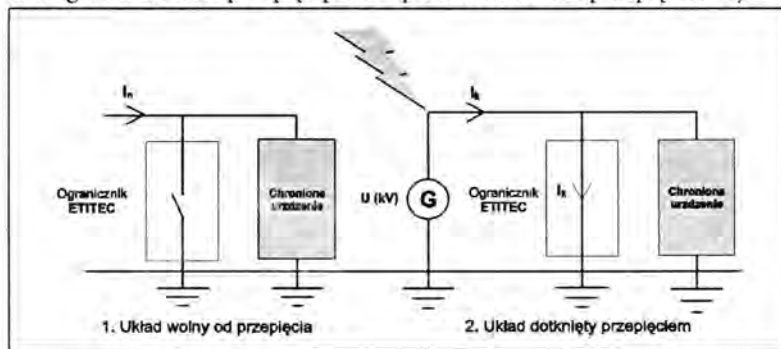 Iₙ
Ogranicznik
ETITEC
Chronione
urządzenie
U (kV)
G
Iₖ
Ogranicznik
ETITEC
Iₖ
Chronione
urządzenie
1. Układ wolny od przepięcia
2. Układ dotknięty przepięciem